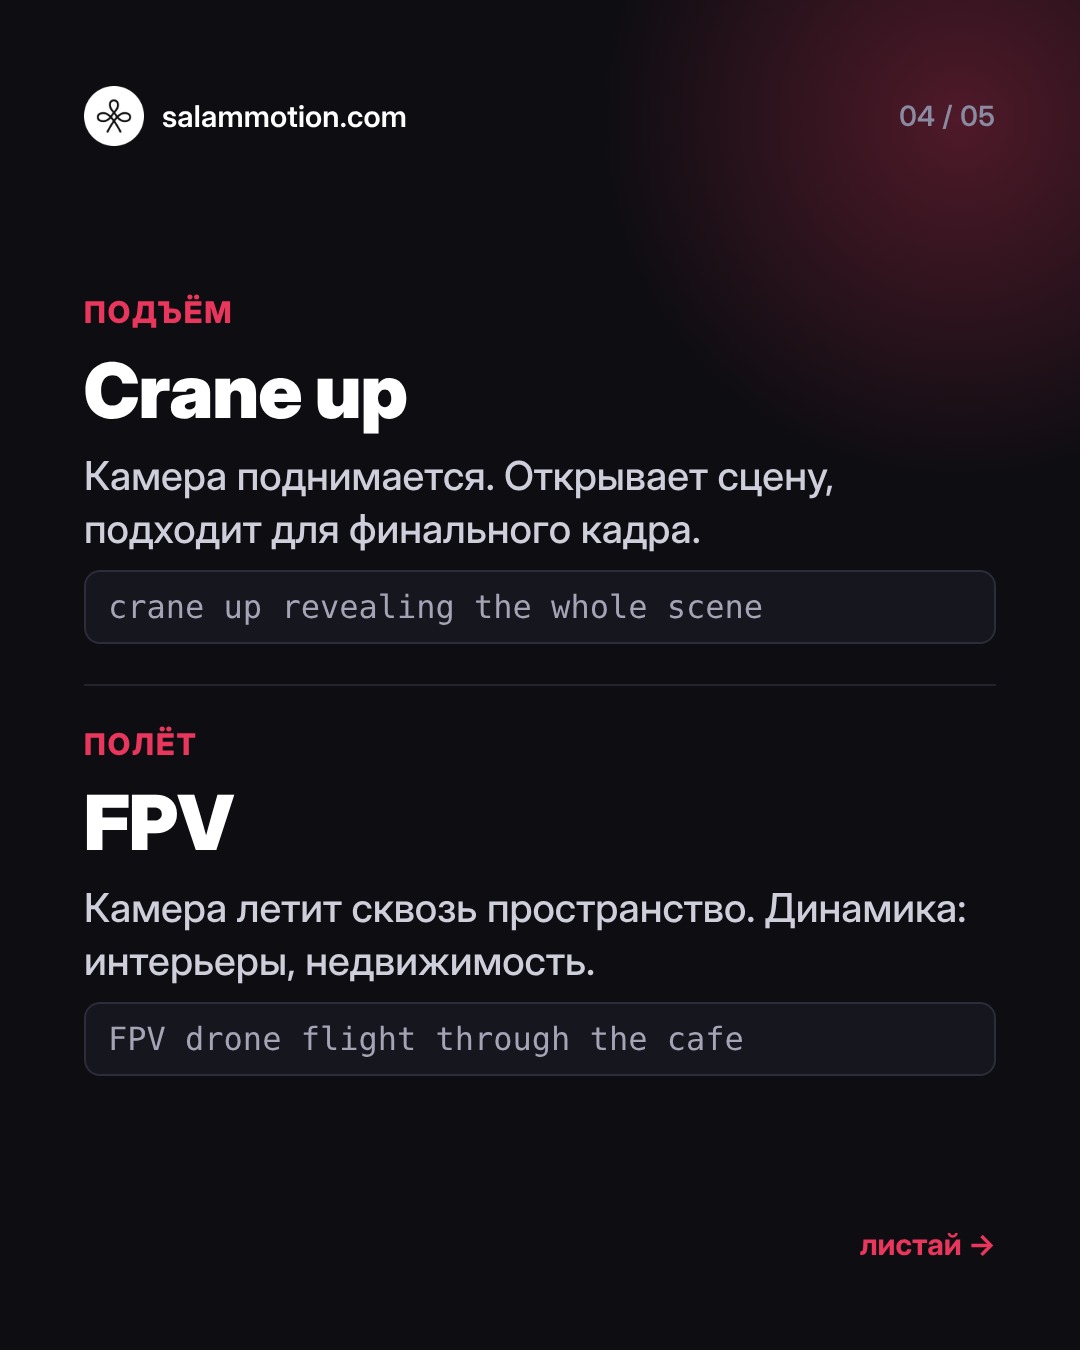 salammotion.com
04 / 05
ПОДЪЁМ
Crane up
Камера поднимается. Открывает сцену,
подходит для финального кадра.
crane up revealing the whole scene
ПОЛЁТ
FPV
Камера летит сквозь пространство. Динамика:
интерьеры, недвижимость.
FPV drone flight through the cafe
листай →